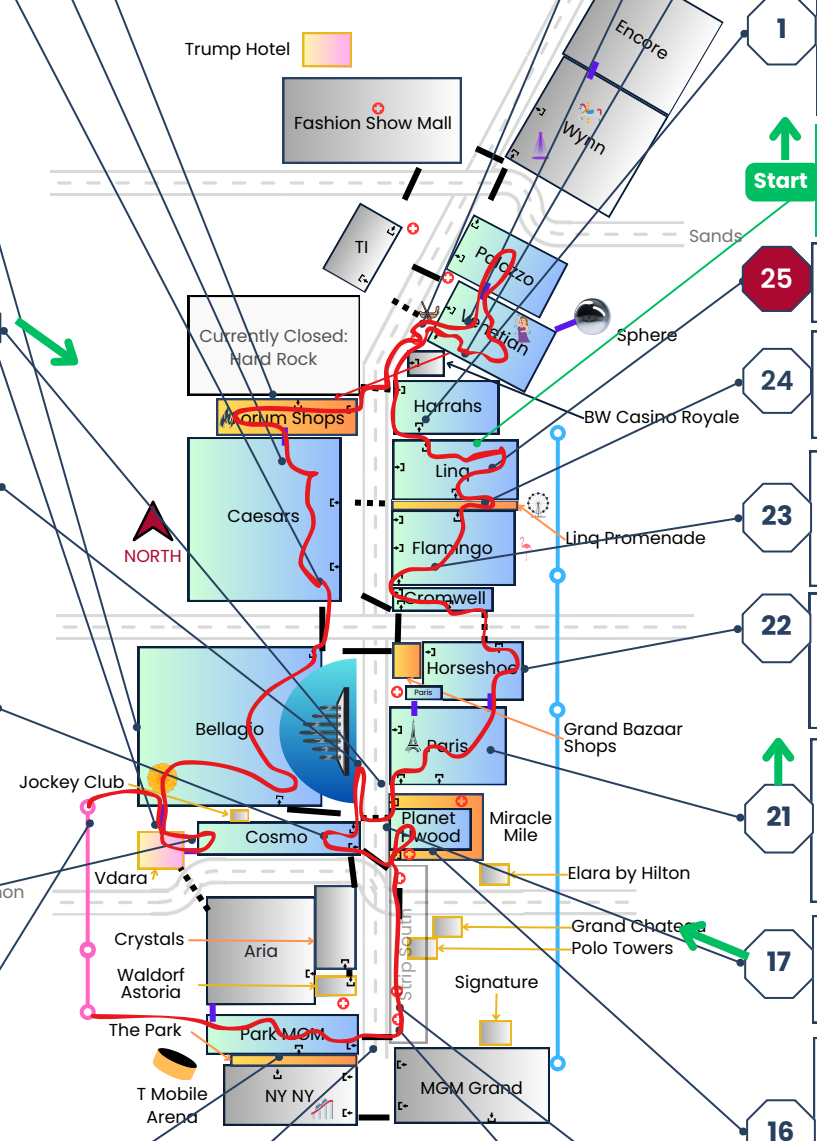 Encore
1
Trump Hotel
Fashion Show Mall
Wynn
Start
TI
Sands
Palazzo
25
Currently Closed:
Hard Rock
Venetian
Sphere
24
Harrahs
BW Casino Royale
Forum Shops
Linq
Caesars
23
NORTH
Flamingo
Linq Promenade
Cromwell
22
Horseshoe
Paris
Bellagio
Paris
Grand Bazaar
Shops
Jockey Club
Planet
Hwood
Miracle
Mile
21
Cosmo
Vdara
Elara by Hilton
Grand Chateau
Crystals
Aria
Strip South
Polo Towers
17
Waldorf
Astoria
Signature
The Park
Park MGM
T Mobile
Arena
NY NY
MGM Grand
16